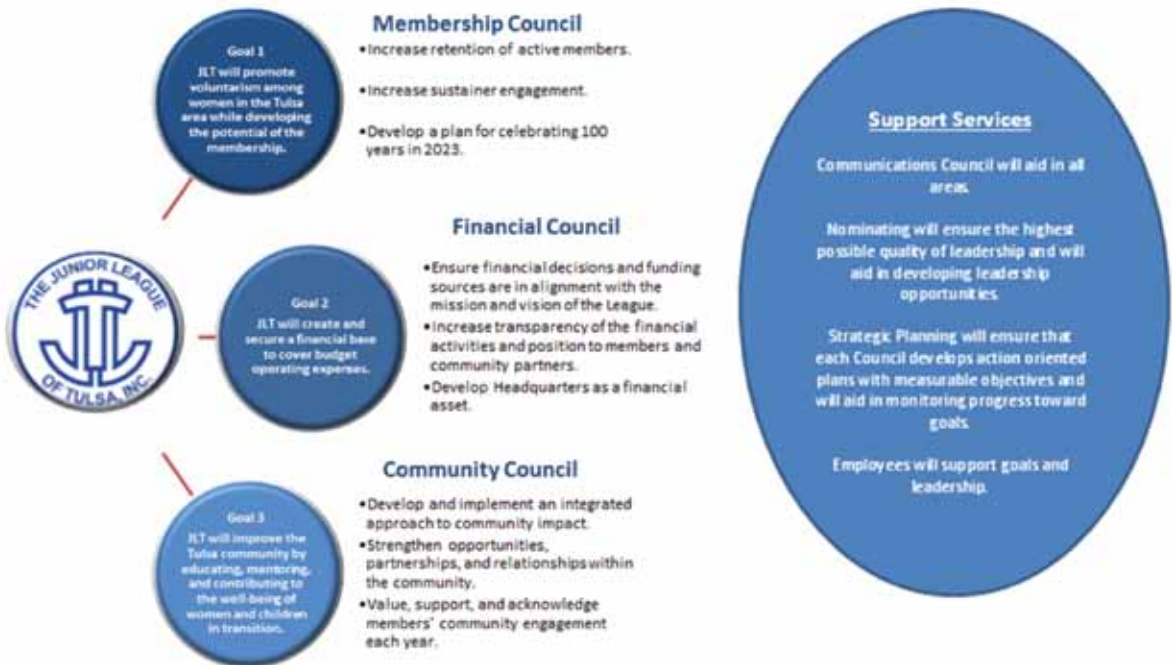 THE JUNIOR LEAGUE
OF TULSA, INC.
Goal 1
JLT will promote
voluntarism among
women in the Tulsa
area while developing
the potential of the
membership.
Membership Council
•Increase retention of active members.
•Increase sustainer engagement.
•Develop a plan for celebrating 100
years in 2023.
Goal 2
JLT will create and
secure a financial base
to cover budget
operating expenses.
Financial Council
•Ensure financial decisions and funding
sources are in alignment with the
mission and vision of the League.
•Increase transparency of the financial
activities and position to members and
community partners.
•Develop Headquarters as a financial
asset.
Goal 3
JLT will improve the
Tulsa community by
educating, mentoring,
and contributing to
the well-being of
women and children
in transition.
Community Council
•Develop and implement an integrated
approach to community impact.
•Strengthen opportunities,
partnerships, and relationships within
the community.
•Value, support, and acknowledge
members' community engagement
each year.
Support Services
Communications Council will aid in all
areas.
Nominating will ensure the highest
possible quality of leadership and will
aid in developing leadership
opportunities.
Strategic Planning will ensure that
each Council develops action oriented
plans with measurable objectives and
will aid in monitoring progress toward
goals.
Employees will support goals and
leadership.